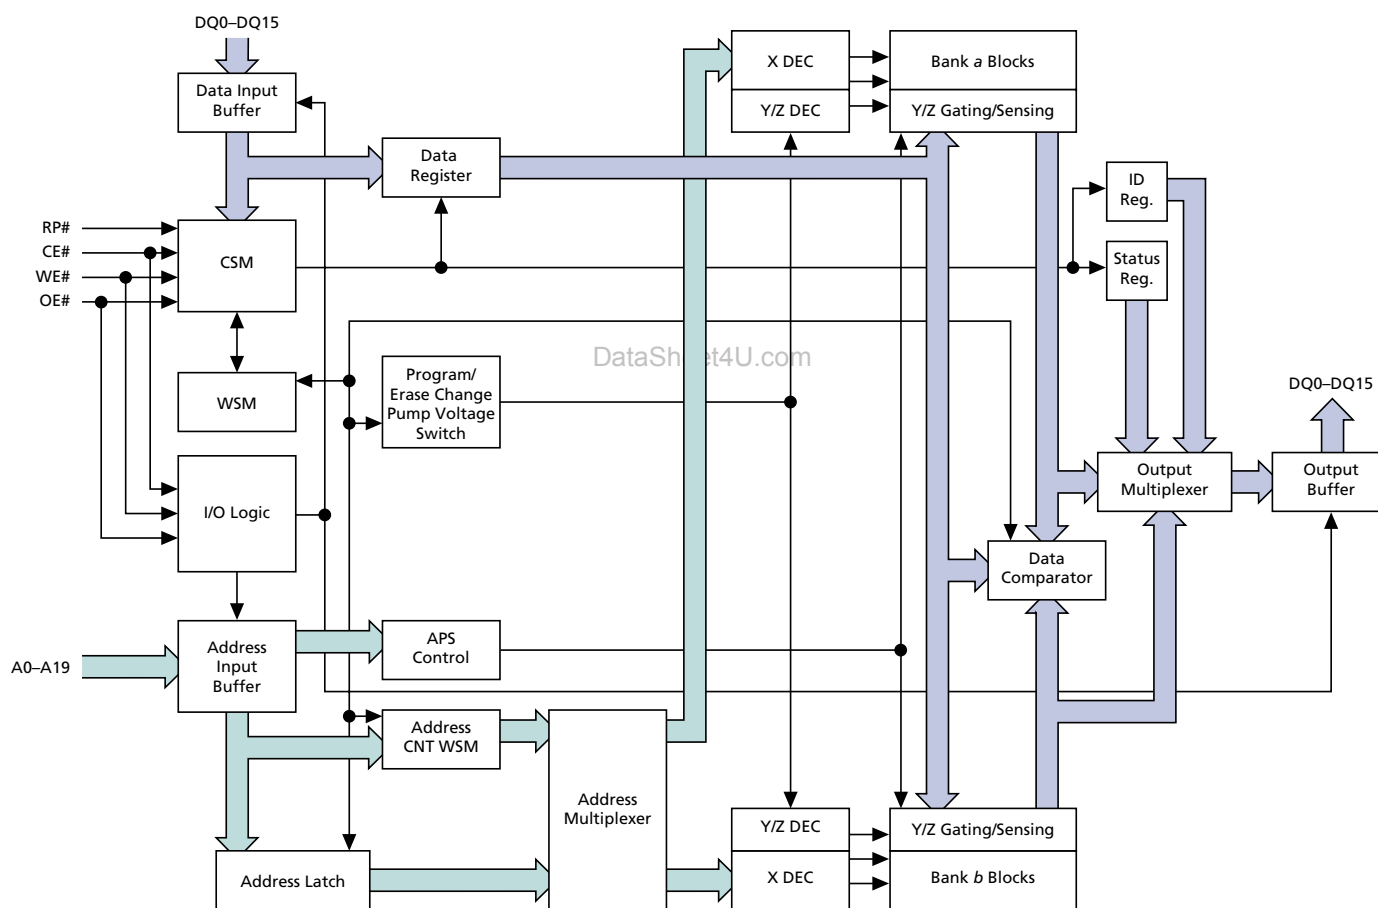 DQ0–DQ15
Data Input
Buffer
X DEC
Bank a Blocks
Y/Z DEC
Y/Z Gating/Sensing
Data
Register
ID
Reg.
RP#
CE#
WE#
OE#
CSM
Status
Reg.
DataSheet4U.com
WSM
Program/
Erase Change
Pump Voltage
Switch
DQ0–DQ15
I/O Logic
Output
Multiplexer
Output
Buffer
Data
Comparator
A0–A19
Address
Input
Buffer
APS
Control
Address
CNT WSM
Address
Multiplexer
Y/Z DEC
Y/Z Gating/Sensing
Address Latch
X DEC
Bank b Blocks